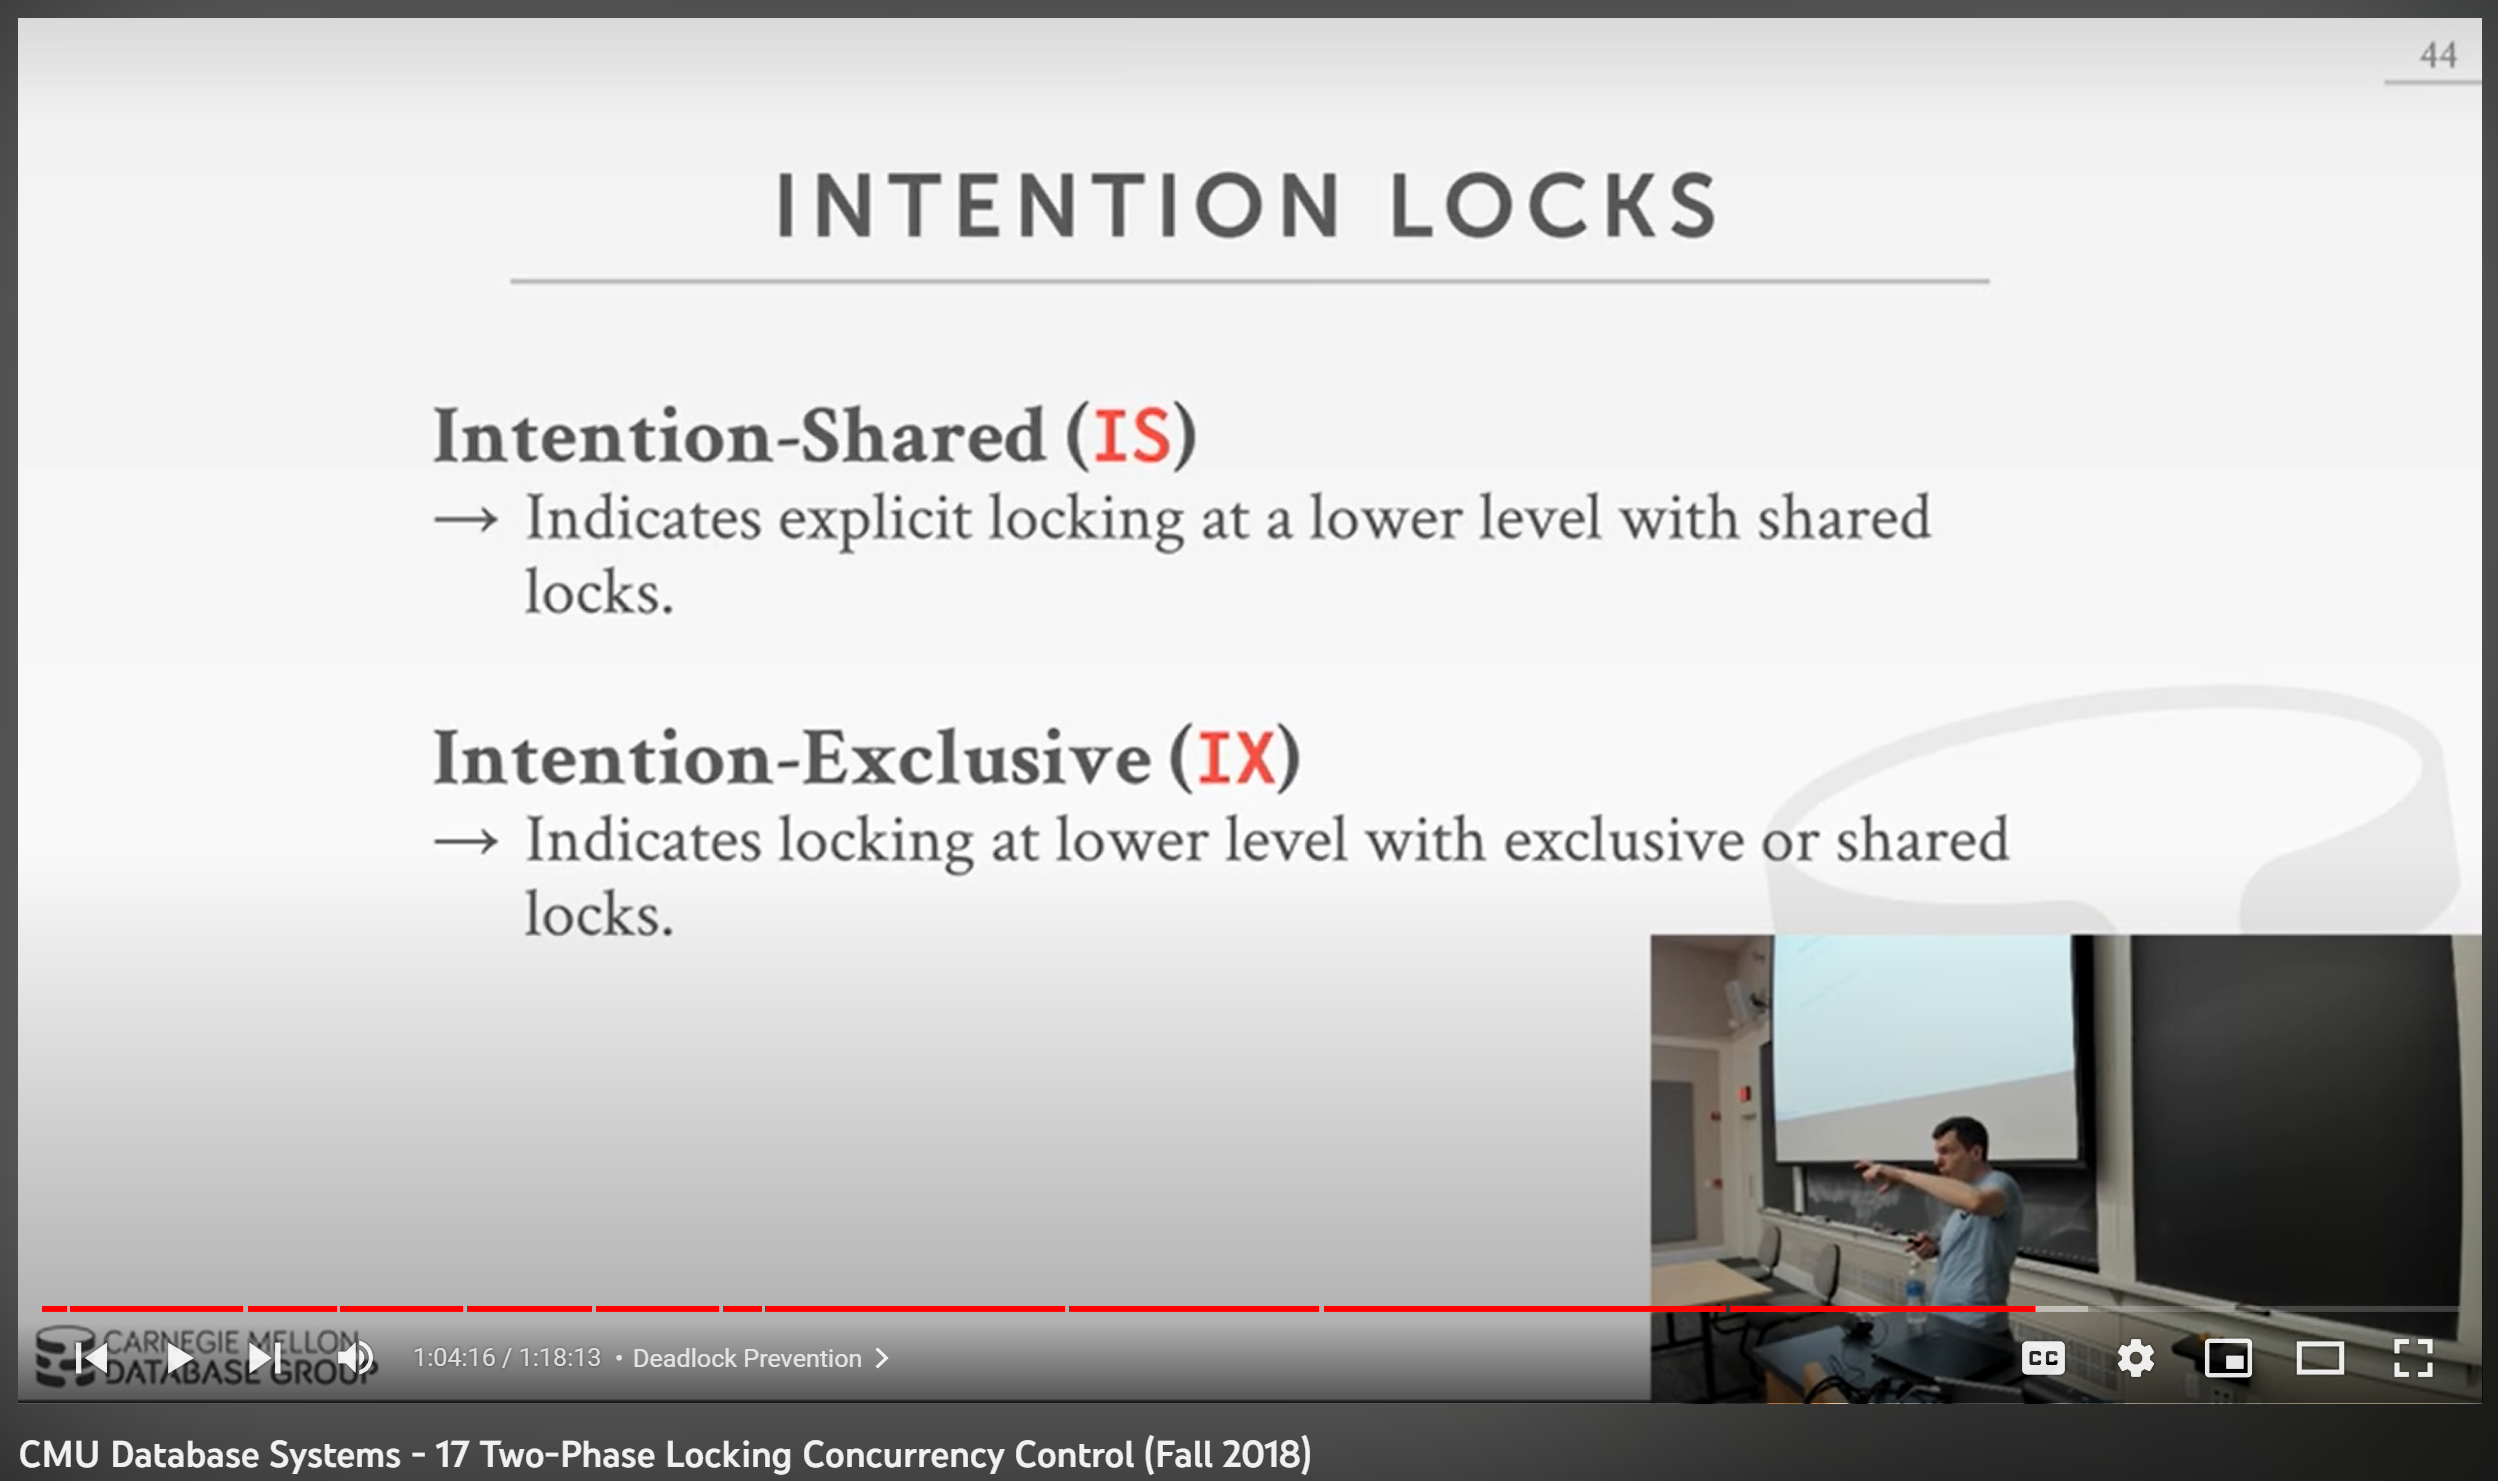 44
INTENTION LOCKS
Intention-Shared (IS)
→ Indicates explicit locking at a lower level with shared
locks.
Intention-Exclusive (IX)
→ Indicates locking at lower level with exclusive or shared
locks.
CARNEGIE MELLON
DATABASE GROUP
1:04:16 / 1:18:13 • Deadlock Prevention
CC
CMU Database Systems - 17 Two-Phase Locking Concurrency Control (Fall 2018)